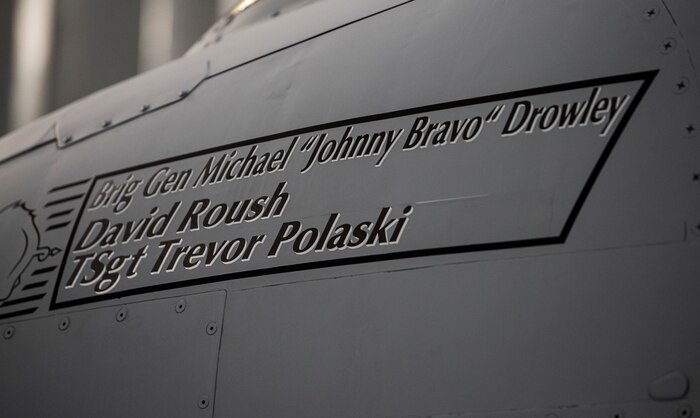 Brig Gen Michael "Johnny Bravo" Drowley
David Roush
TSgt Trevor Polaski